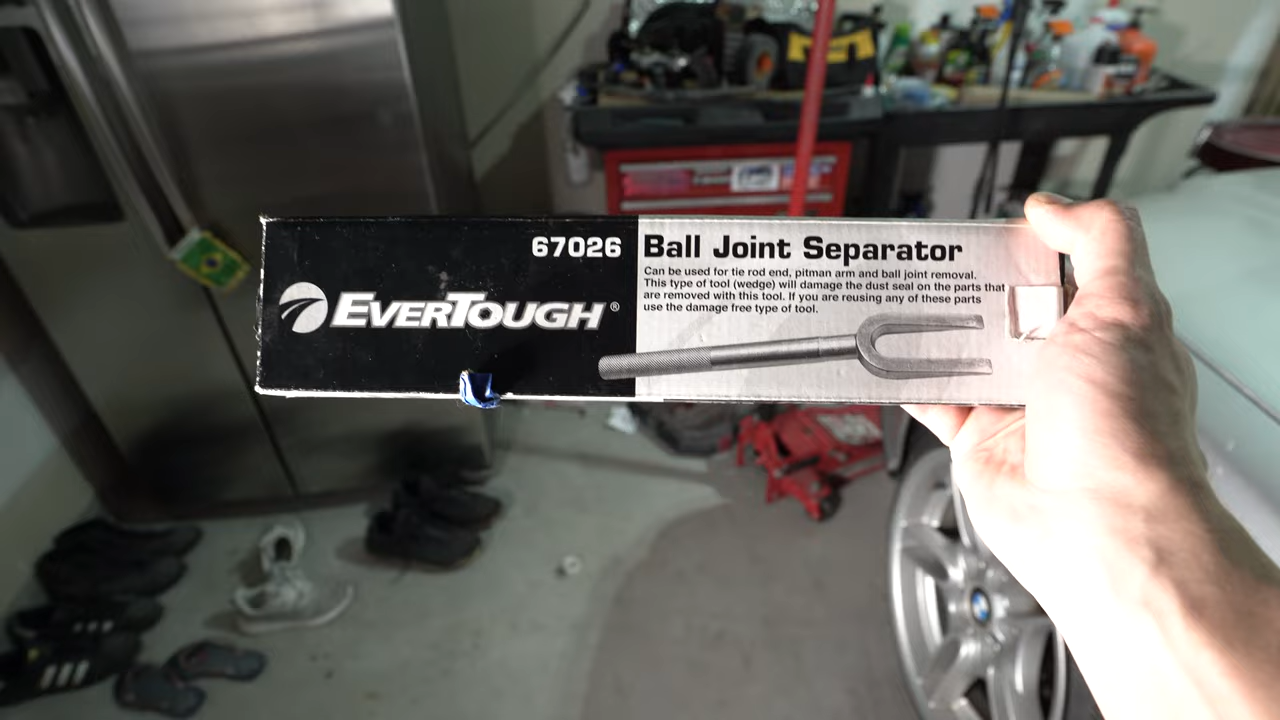 67026
EVERTOUGH®
Ball Joint Separator
Can be used for tie rod end, pitman arm and ball joint removal.
This type of tool (wedge) will damage the dust seal on the parts that
are removed with this tool. If you are reusing any of these parts
use the damage free type of tool.